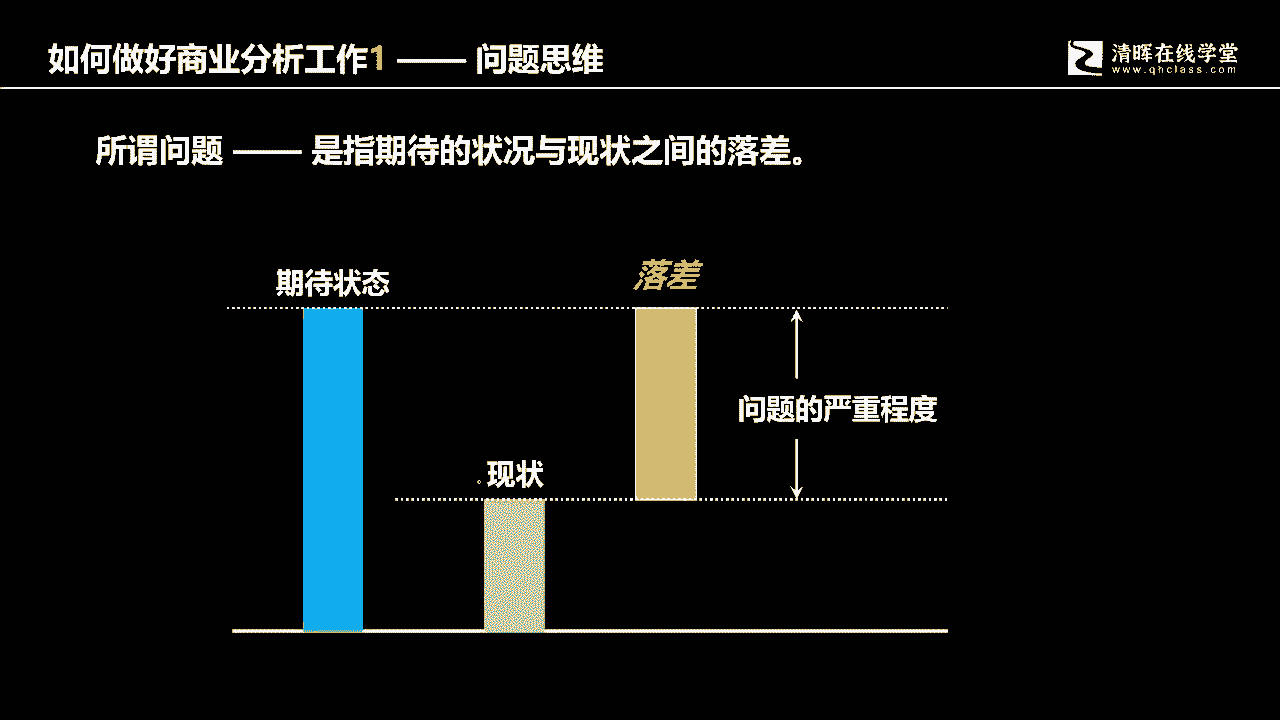 如何做好商业分析工作1 —— 问题思维
清晖在线学堂
www.qhclass.com
所谓问题 —— 是指期待的状况与现状之间的落差。
期待状态
落差
问题的严重程度
现状